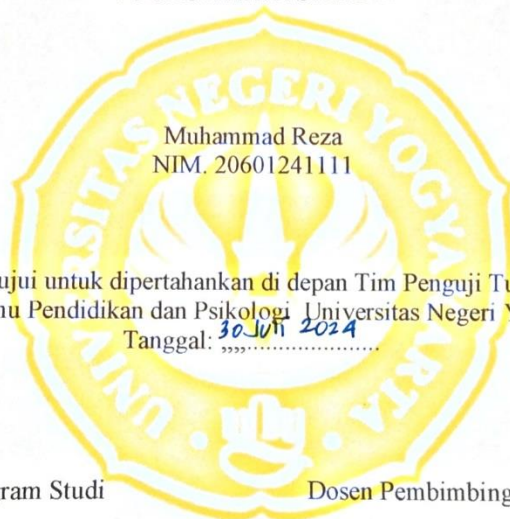 UNIVERSITAS NEGERI YOGYAKARTA
Muhammad Reza
NIM. 20601241111
ujui untuk dipertahankan di depan Tim Penguji Tu
nu Pendidikan dan Psikologi Universitas Negeri Y
Tanggal: 30 Juli 2024
ram Studi Dosen Pembimbing